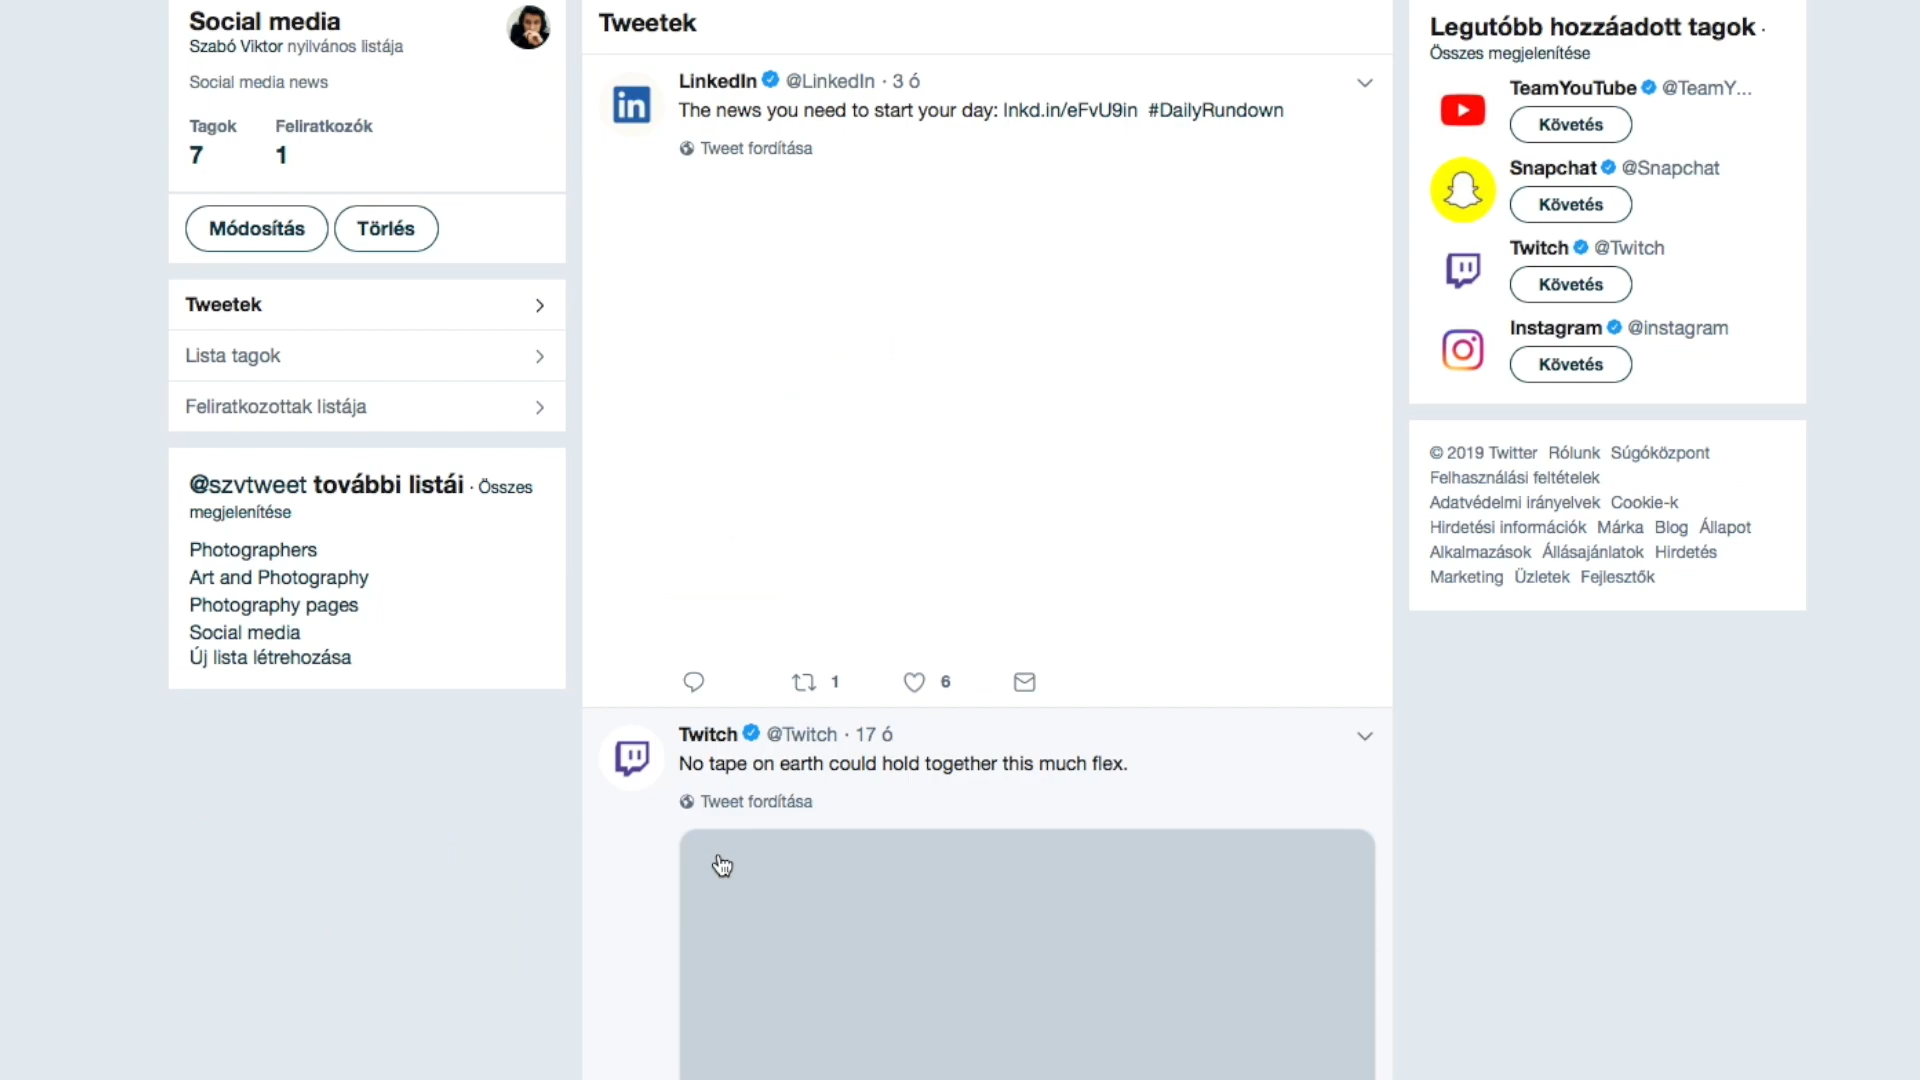 Social media
Szabó Viktor nyilvános listája
Social media news
Tagok Feliratkozók
7 1
Módosítás Törlés
Tweetek
Lista tagok
Feliratkozottak listája
@szvtweet további listái · Összes
megjelenítése
Photographers
Art and Photography
Photography pages
Social media
Új lista létrehozása
Tweetek
LinkedIn @LinkedIn · 3 ó
The news you need to start your day: lnkd.in/eFvU9in #DailyRundown
Tweet fordítása
1 6
Twitch @Twitch · 17 ó
No tape on earth could hold together this much flex.
Tweet fordítása
Legutóbb hozzáadott tagok ·
Összes megjelenítése
TeamYouTube @TeamY...
Követés
Snapchat @Snapchat
Követés
Twitch @Twitch
Követés
Instagram @instagram
Követés
© 2019 Twitter Rólunk Súgóközpont
Felhasználási feltételek
Adatvédelmi irányelvek Cookie-k
Hirdetési információk Márka Blog Állapot
Alkalmazások Állásajánlatok Hirdetés
Marketing Üzletek Fejlesztők